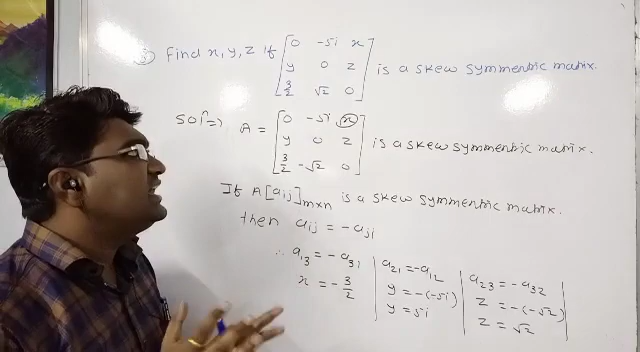 ③ Find x, y, z if [0 -5i x
y 0 z
3/2 √2 0] is a skew symmentric matrix.
Solⁿ=> A = [0 -5i x
y 0 z
3/2 -√2 0] is a skew symmentric matrix.
If A[aij]m×n is a skew symmentric matrix.
then aij = -aji
∴ a13 = -a31 | a21 = -a12 | a23 = -a32
x = -3/2 | y = -(-5i) | z = -(-√2)
y = 5i | z = √2